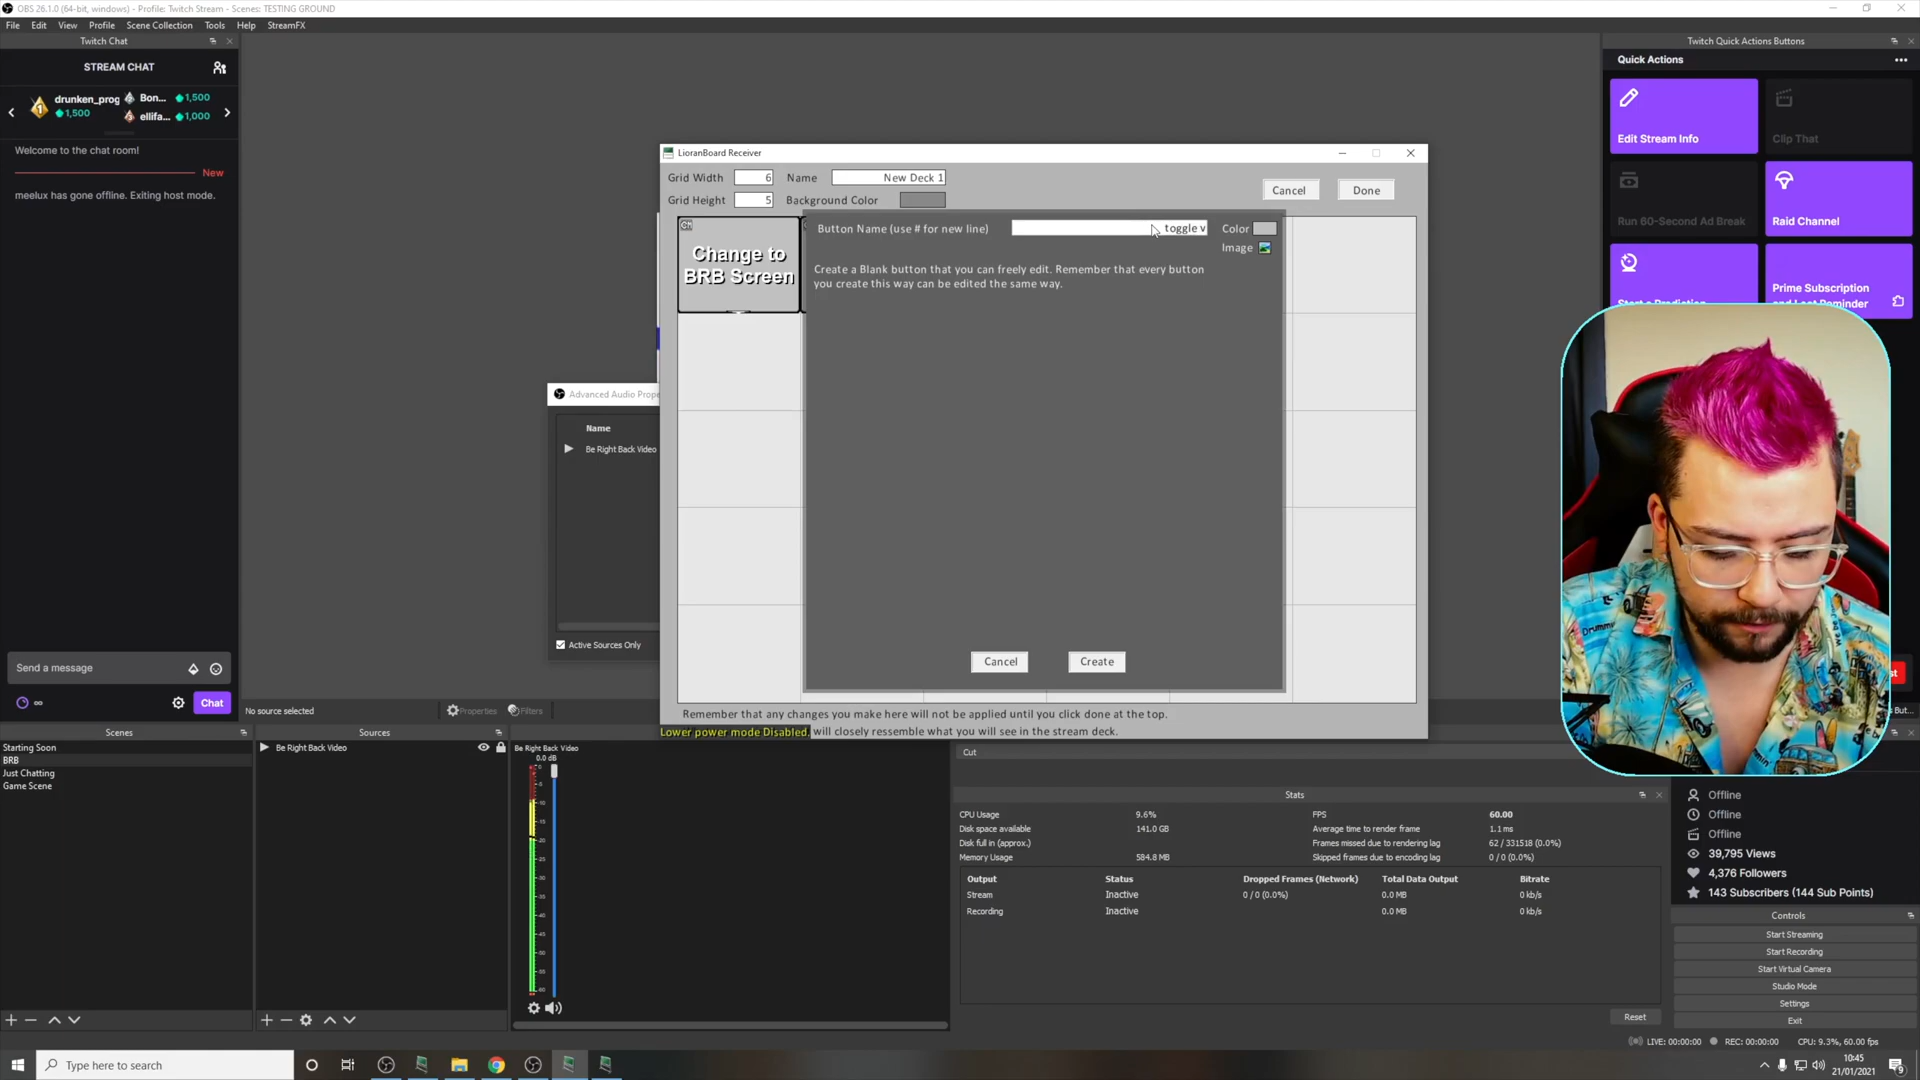 OBS 26.1.0 (64-bit, windows) - Profile: Twitch Stream - Scenes: TESTING GROUND
File Edit View Profile Scene Collection Tools Help StreamFX
Twitch Chat
STREAM CHAT
drunken_prog
1,500
Bon... 1,500
ellifa... 1,000
Welcome to the chat room!
New
meelux has gone offline. Exiting host mode.
Send a message
Chat
LioranBoard Receiver
Grid Width 6 Name New Deck 1
Grid Height 5 Background Color
Cancel Done
Change to
BRB Screen
Button Name (use # for new line) toggle v Color
Image
Create a Blank button that you can freely edit. Remember that every button
you create this way can be edited the same way.
Cancel Create
Remember that any changes you make here will not be applied until you click done at the top.
Lower power mode Disabled. will closely ressemble what you will see in the stream deck.
Advanced Audio Prope
Name
Be Right Back Video
Active Sources Only
Twitch Quick Actions Buttons
Quick Actions
Edit Stream Info
Clip That
Run 60-Second Ad Break
Raid Channel
Prime Subscription
No source selected Properties Filters
Scenes
Starting Soon
BRB
Just Chatting
Game Scene
Sources
Be Right Back Video
Be Right Back Video
0.0 dB
Cut
Stats
CPU Usage 9.6% FPS 60.00
Disk space available 141.0 GB Average time to render frame 1.1 ms
Disk full in (approx.) Frames missed due to rendering lag 62 / 331518 (0.0%)
Memory Usage 584.8 MB Skipped frames due to encoding lag 0 / 0 (0.0%)
Output Status Dropped Frames (Network) Total Data Output Bitrate
Stream Inactive 0 / 0 (0.0%) 0.0 MB 0 kb/s
Recording Inactive 0.0 MB 0 kb/s
Reset
Offline
Offline
Offline
39,795 Views
4,376 Followers
143 Subscribers (144 Sub Points)
Controls
Start Streaming
Start Recording
Start Virtual Camera
Studio Mode
Settings
Exit
LIVE: 00:00:00 REC: 00:00:00 CPU: 9.3%, 60.00 fps
Type here to search
10:45
21/01/2021